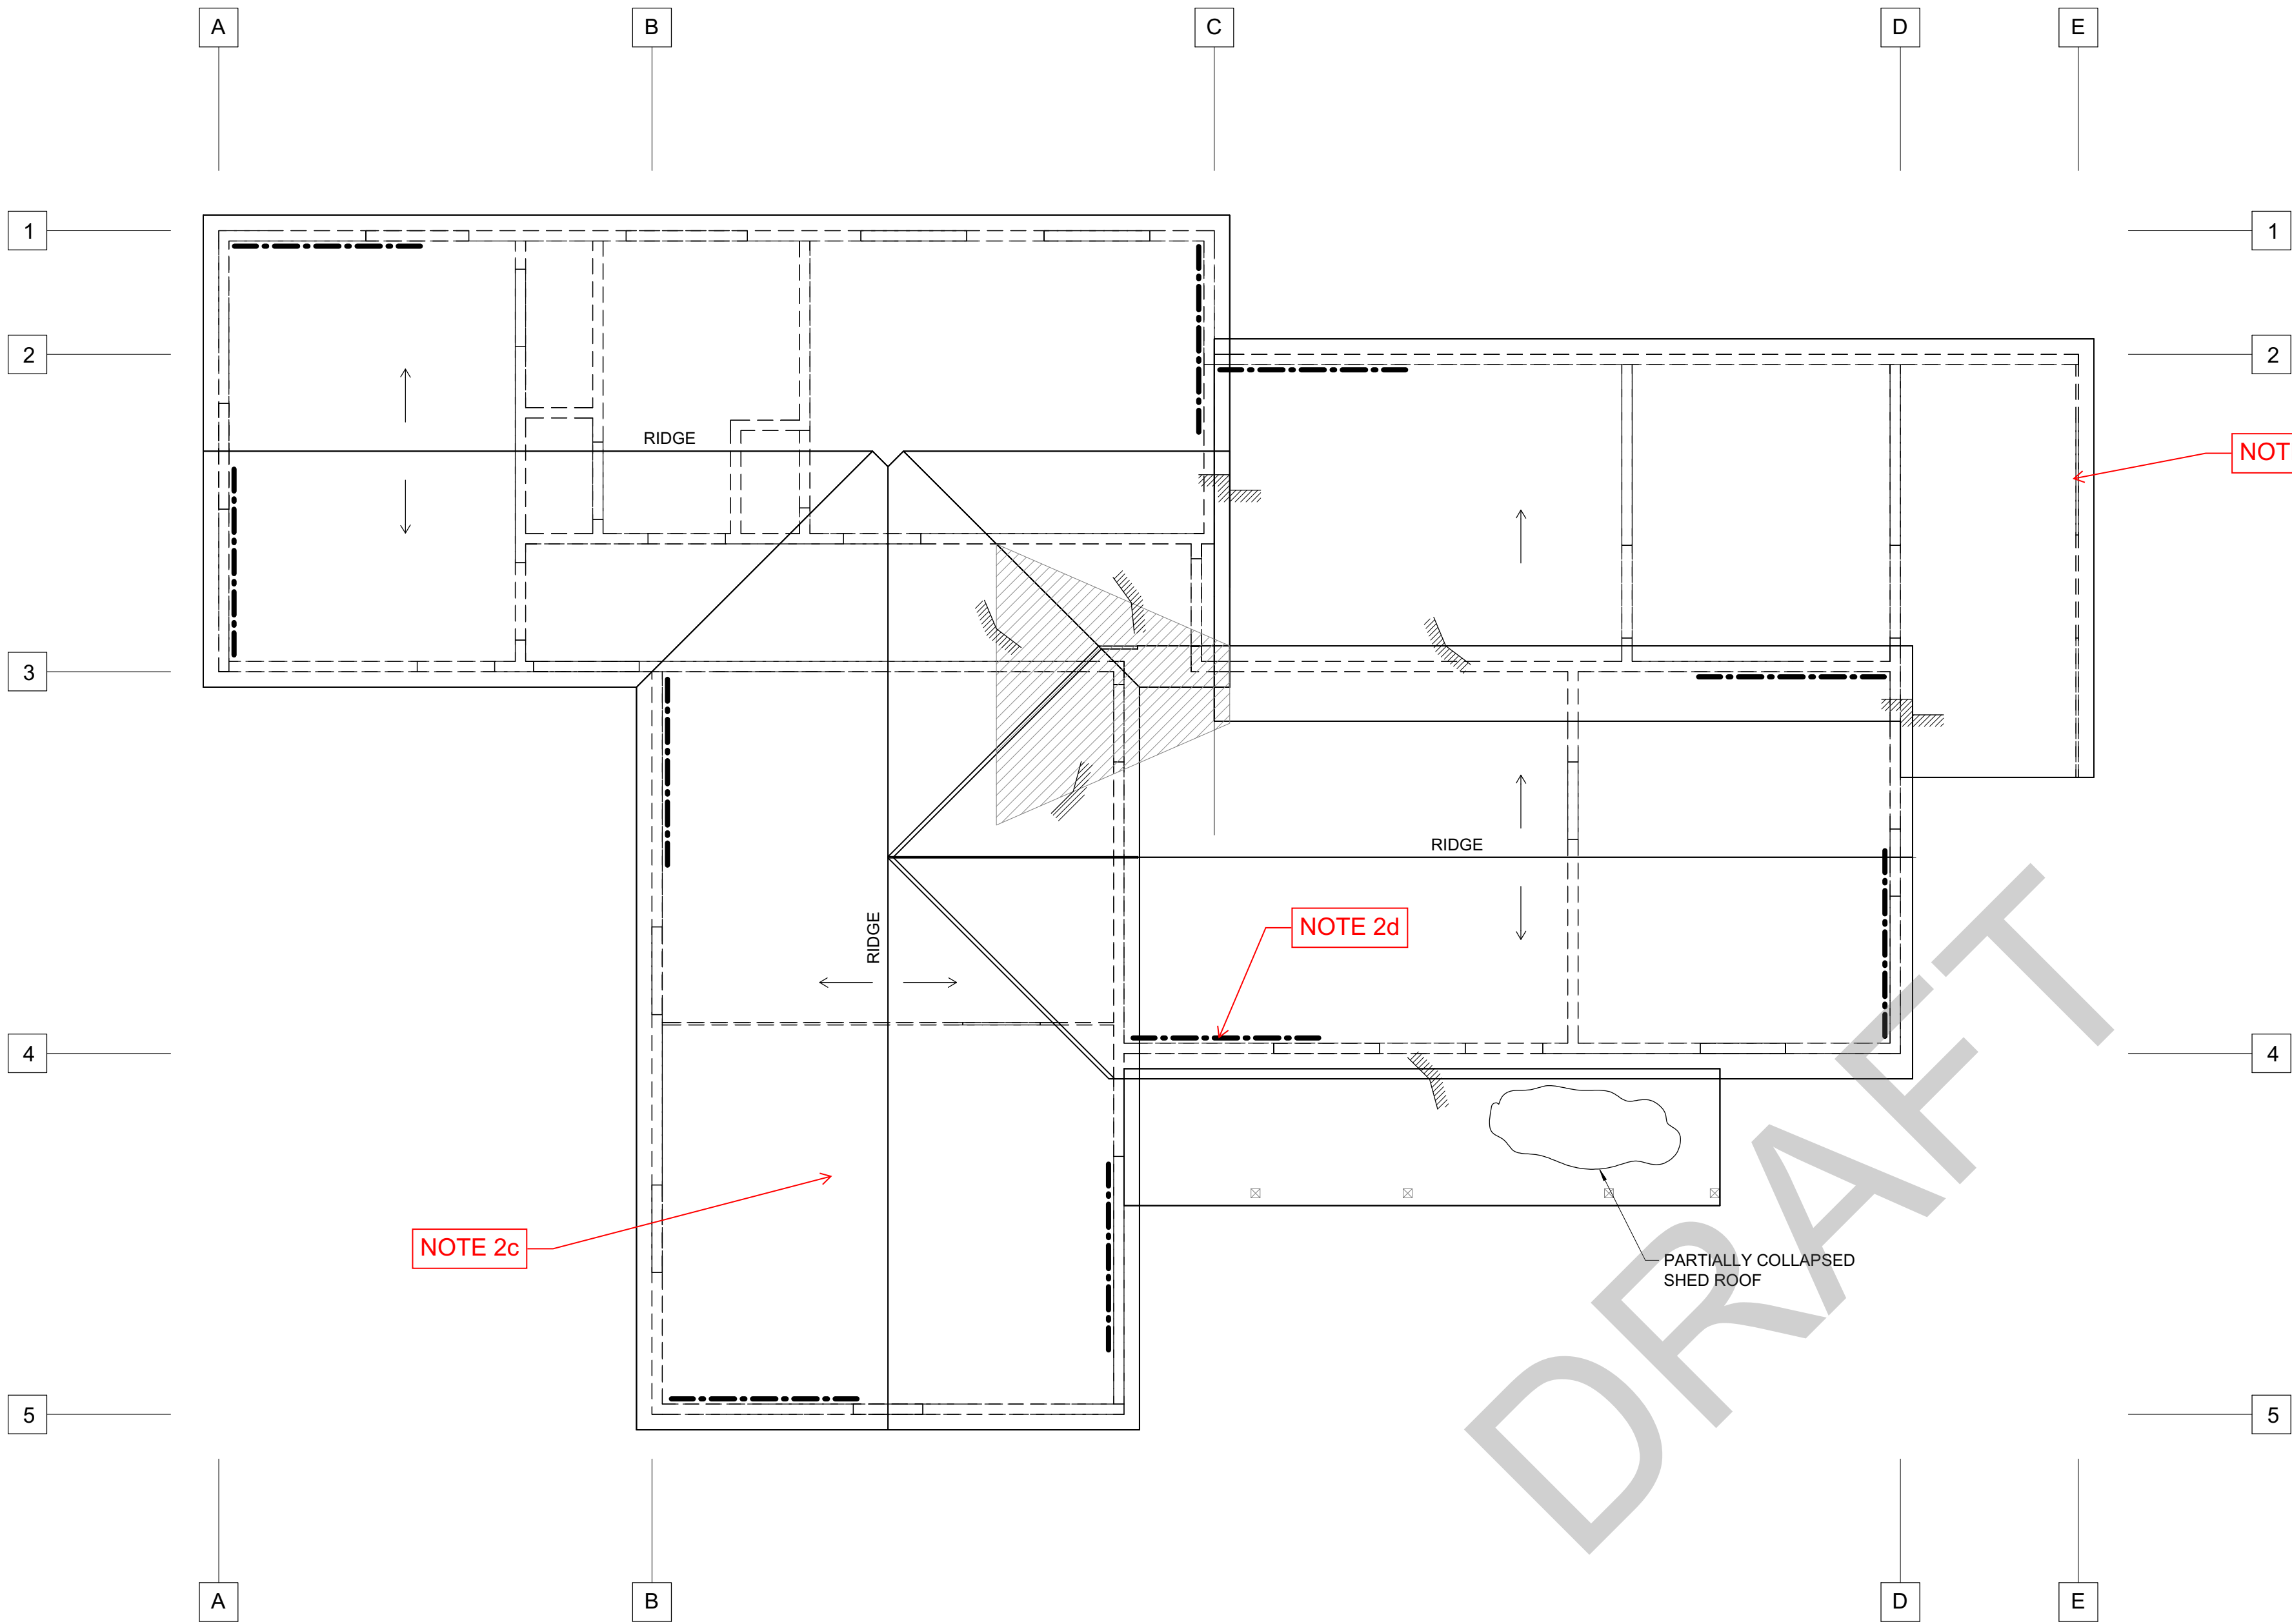 A B C D E
1 1
2 2
RIDGE
NOT
3 3
RIDGE
RIDGE
NOTE 2d
4 4
NOTE 2c
PARTIALLY COLLAPSED
SHED ROOF
DRAFT
5 5
A B D E